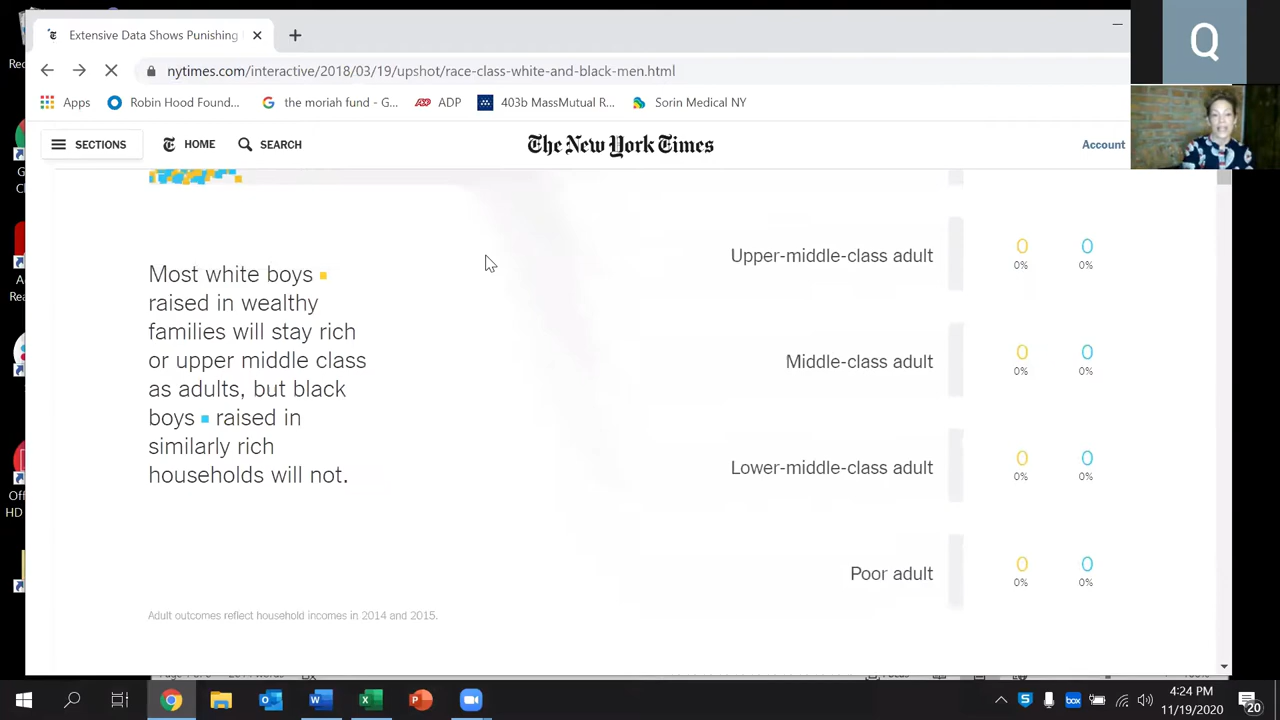 Extensive Data Shows Punishing
nytimes.com/interactive/2018/03/19/upshot/race-class-white-and-black-men.html
Apps
Robin Hood Found...
the moriah fund - G...
ADP
403b MassMutual R...
Sorin Medical NY
Q
SECTIONS
HOME
SEARCH
The New York Times
Account
Most white boys
raised in wealthy
families will stay rich
or upper middle class
as adults, but black
boys raised in
similarly rich
households will not.
Adult outcomes reflect household incomes in 2014 and 2015.
Upper-middle-class adult
0 0
0% 0%
Middle-class adult
0 0
0% 0%
Lower-middle-class adult
0 0
0% 0%
Poor adult
0 0
0% 0%
4:24 PM
11/19/2020
20